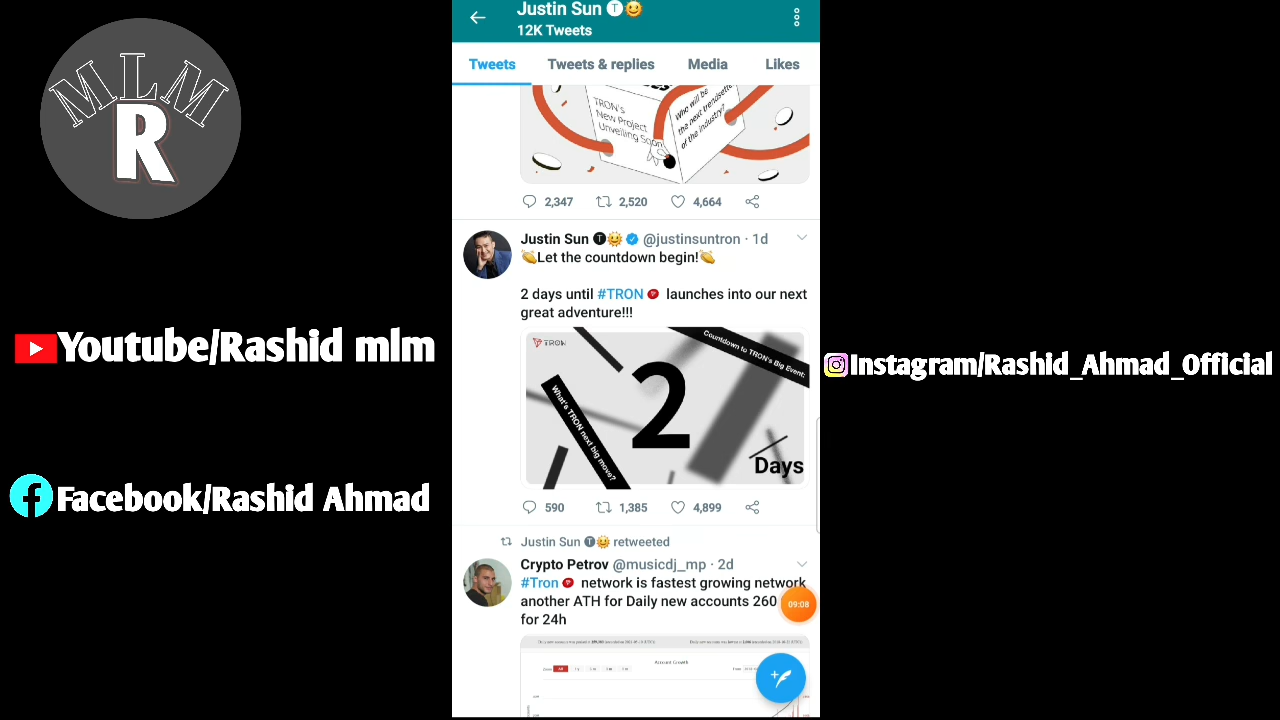 MLM
R
Youtube/Rashid mlm
Facebook/Rashid Ahmad
Instagram/Rashid_Ahmad_Official
Justin Sun T
12K Tweets
Tweets
Tweets & replies
Media
Likes
TRON's
New Project
Unveiling Soon
Who will be
the next trendsetter
of the industry?
2,347 2,520 4,664
Justin Sun T @justinsuntron · 1d
👏Let the countdown begin!👏
2 days until #TRON launches into our next
great adventure!!!
TRON
Countdown to TRON's Big Event:
2
What's TRON next big move?
Days
590 1,385 4,899
Justin Sun T retweeted
Crypto Petrov @musicdj_mp · 2d
#Tron network is fastest growing network
another ATH for Daily new accounts 260
for 24h
09:08
Account Growth
All